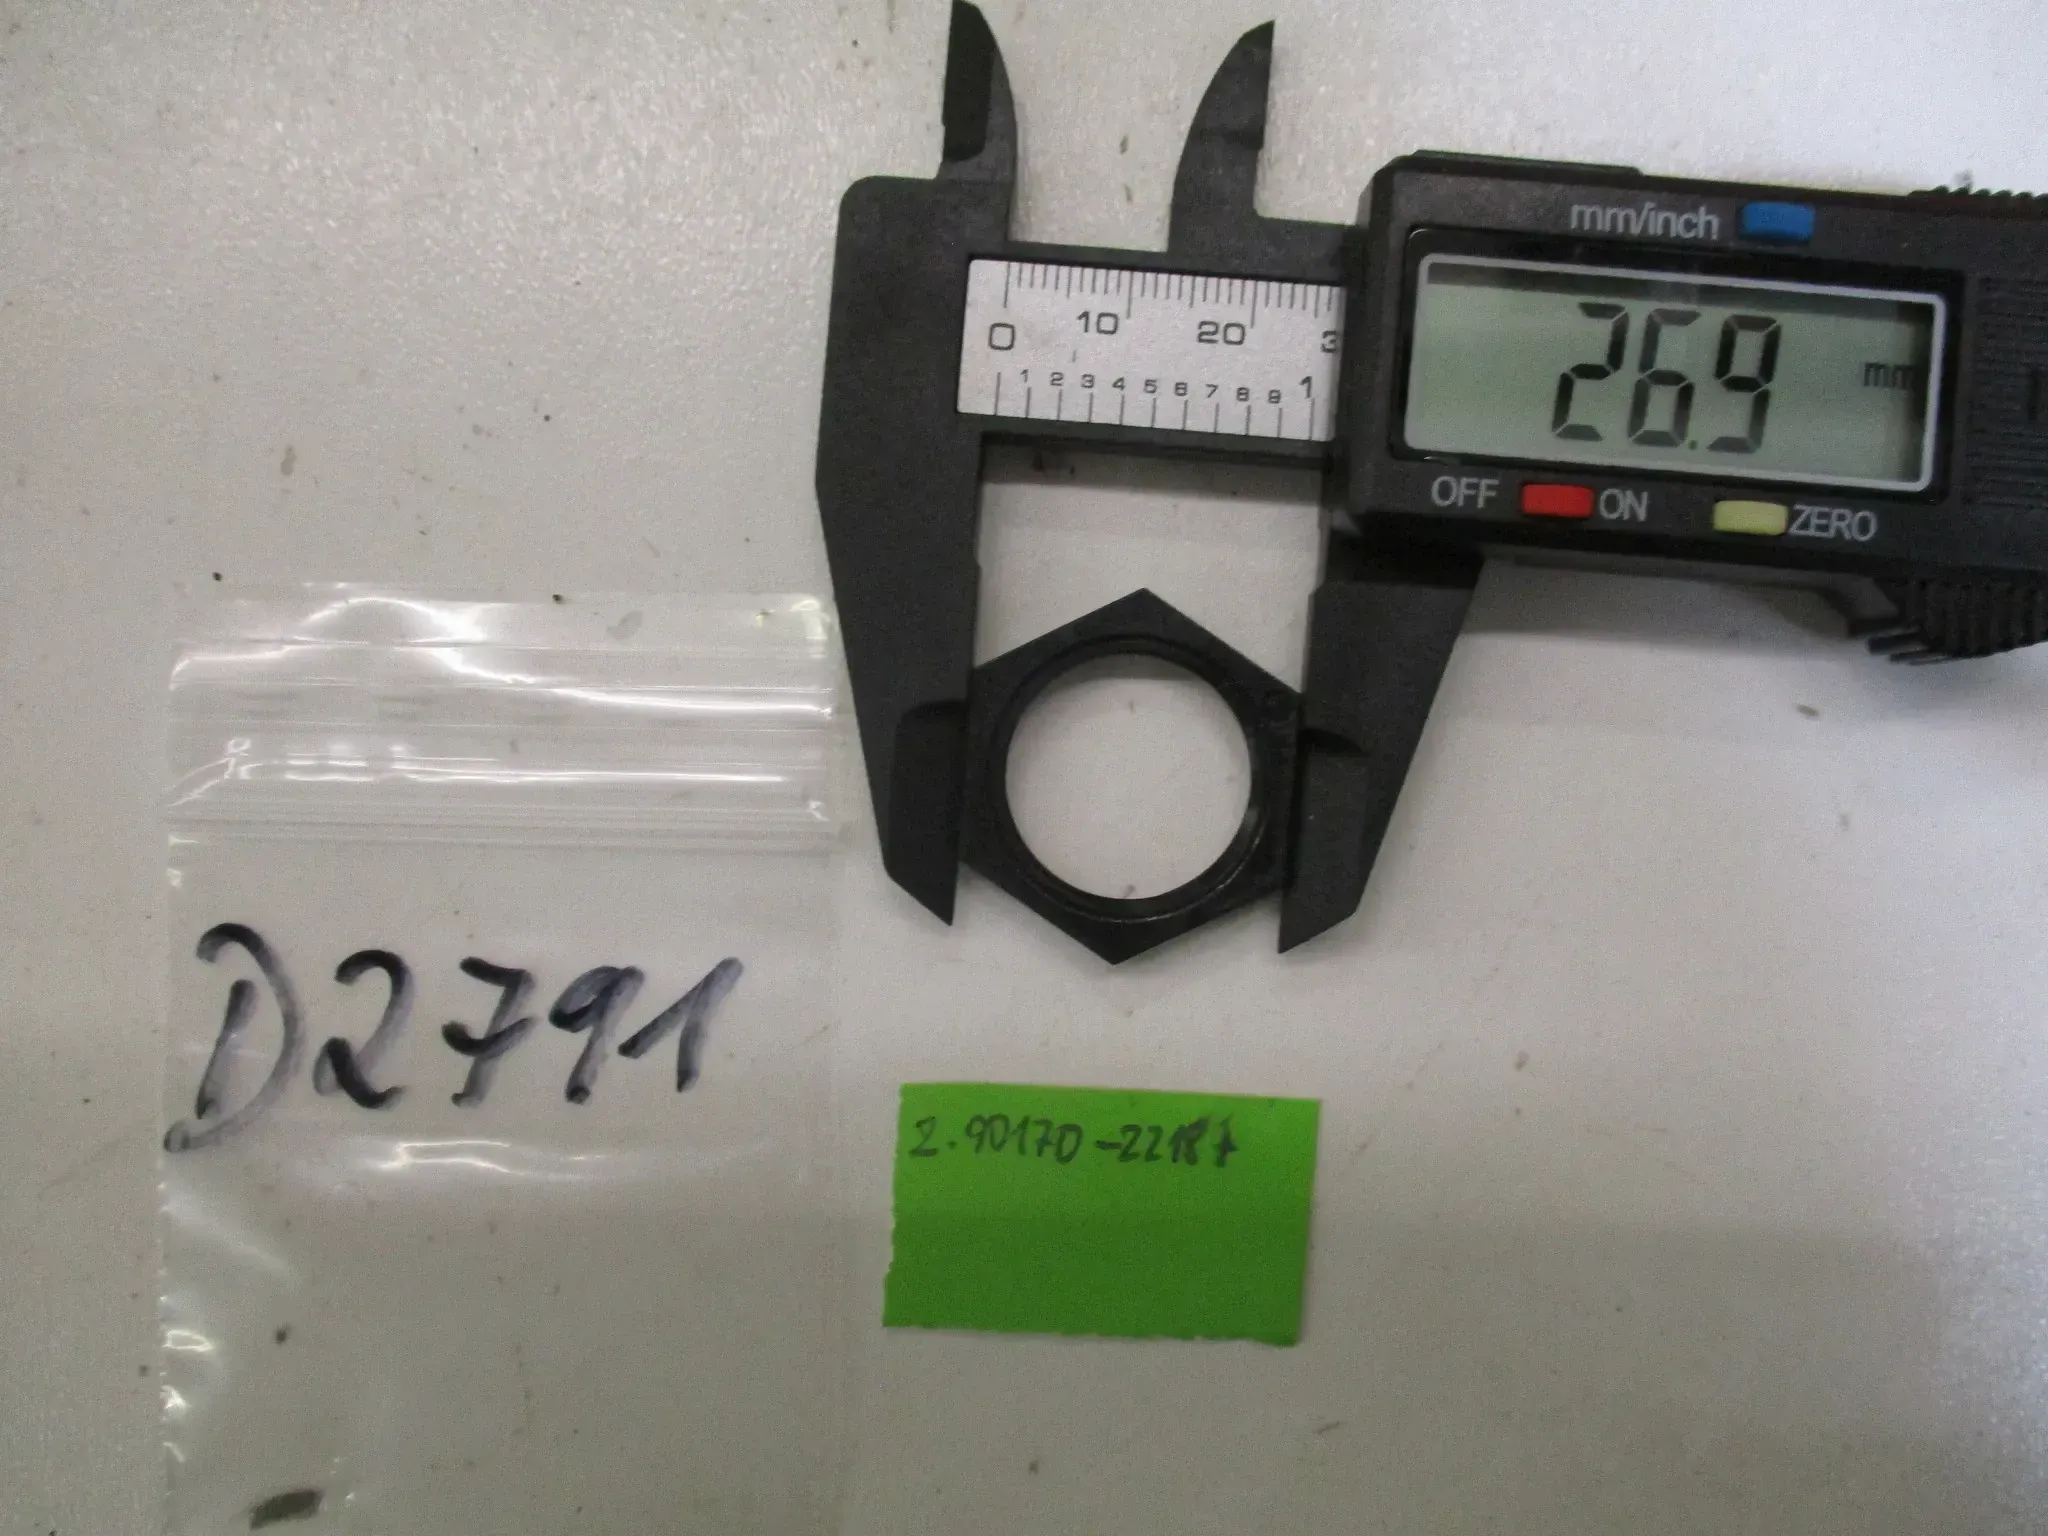 mm/inch
0 10 20 3
1 2 3 4 5 6 7 8 9 1
26.9 mm
OFF ON ZERO
D2791
2.90170-22187